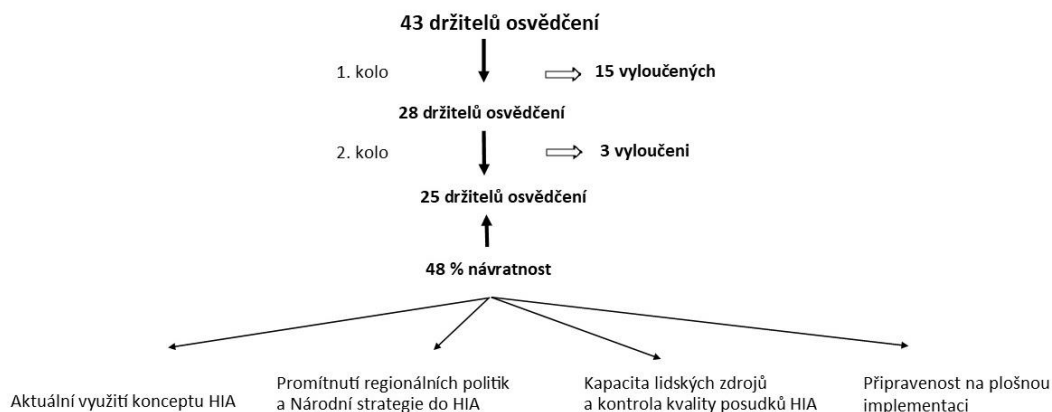 43 držitelů osvědčení
1. kolo
15 vyloučených
28 držitelů osvědčení
2. kolo
3 vyloučeni
25 držitelů osvědčení
48 % návratnost
Aktuální využití konceptu HIA
Promítnutí regionálních politik
a Národní strategie do HIA
Kapacita lidských zdrojů
a kontrola kvality posudků HIA
Připravenost na plošnou
implementaci